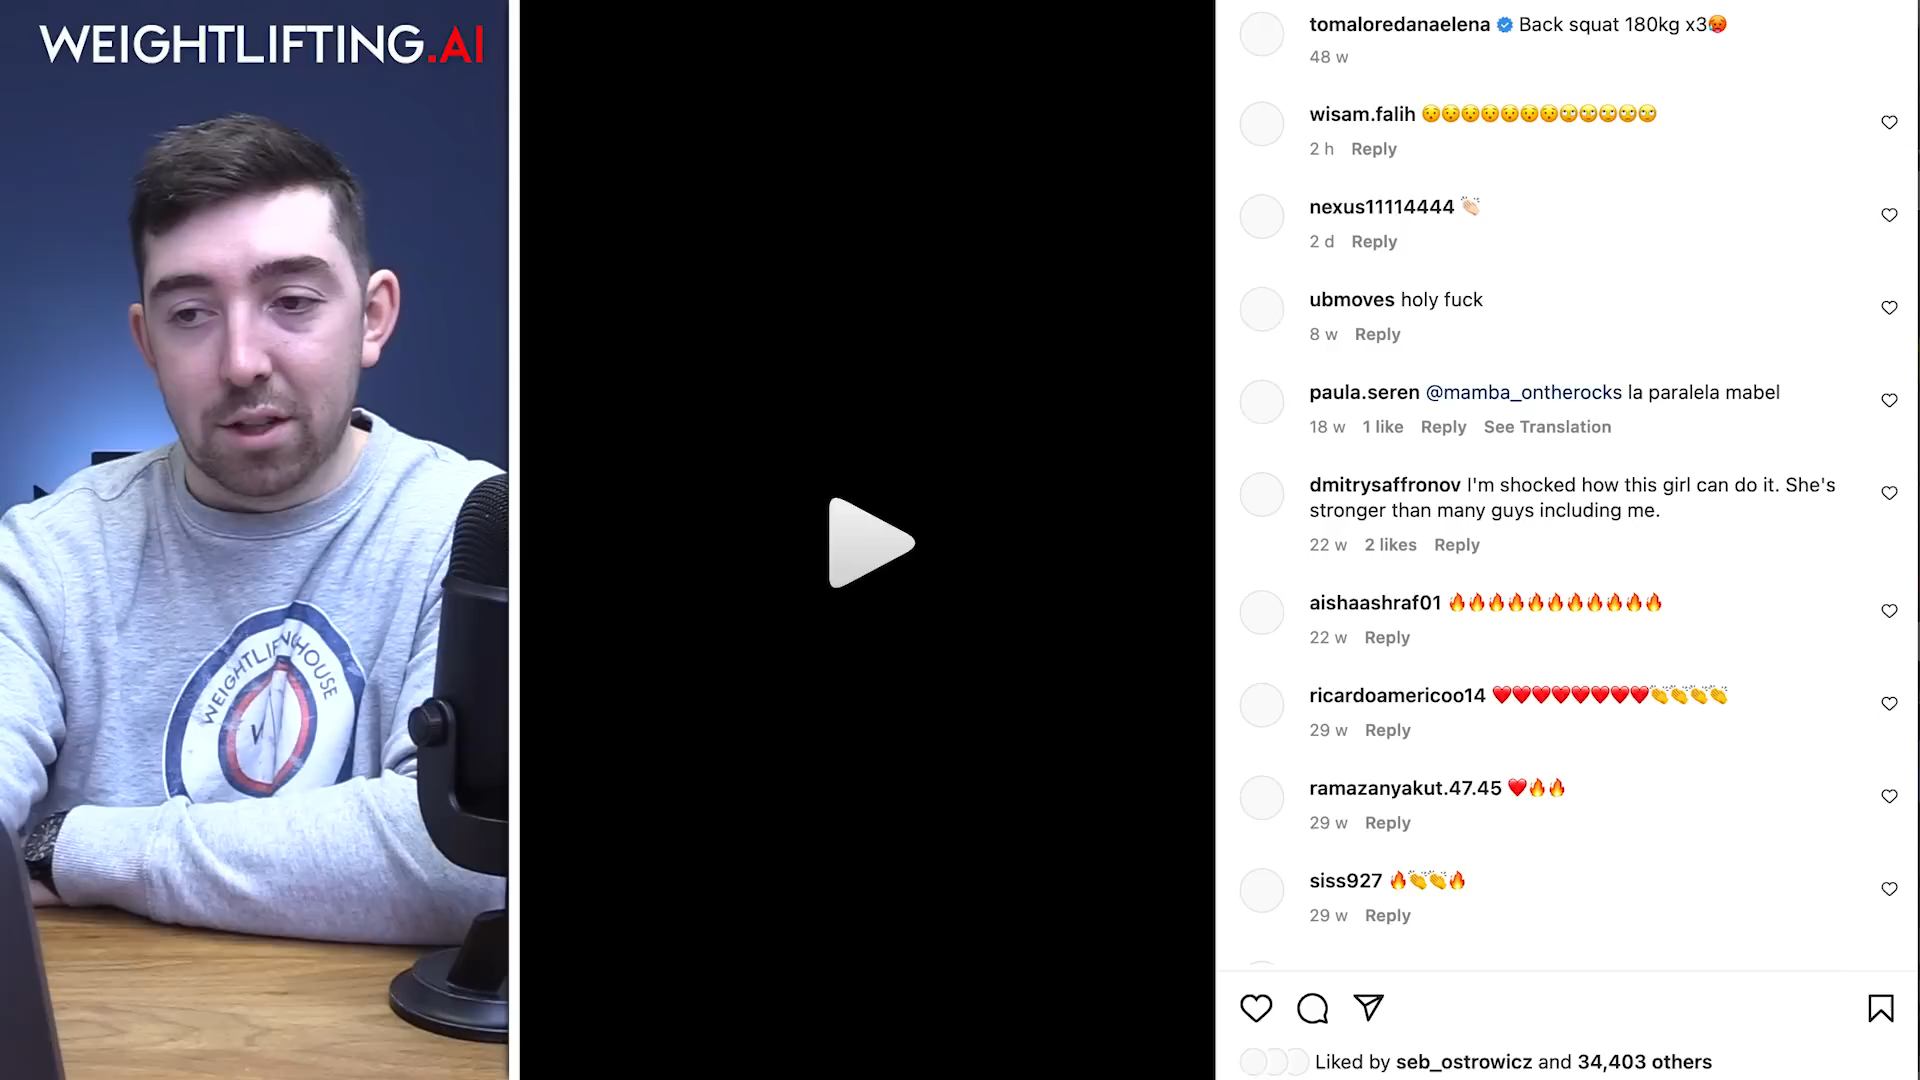 WEIGHTLIFTING.AI
WEIGHTLIFTING HOUSE
W
tomaloredanaelena Back squat 180kg x3🥵
48 w
wisam.falih 😯😯😯😯😯😯😯🙄🙄🙄🙄🙄
2 h Reply
nexus11114444 👏🏻
2 d Reply
ubmoves holy fuck
8 w Reply
paula.seren @mamba_ontherocks la paralela mabel
18 w 1 like Reply See Translation
dmitrysaffronov I'm shocked how this girl can do it. She's
stronger than many guys including me.
22 w 2 likes Reply
aishaashraf01 🔥🔥🔥🔥🔥🔥🔥🔥🔥🔥🔥
22 w Reply
ricardoamericoo14 ❤️❤️❤️❤️❤️❤️❤️❤️👏👏👏👏
29 w Reply
ramazanyakut.47.45 ❤️🔥🔥
29 w Reply
siss927 🔥👏👏🔥
29 w Reply
Liked by seb_ostrowicz and 34,403 others